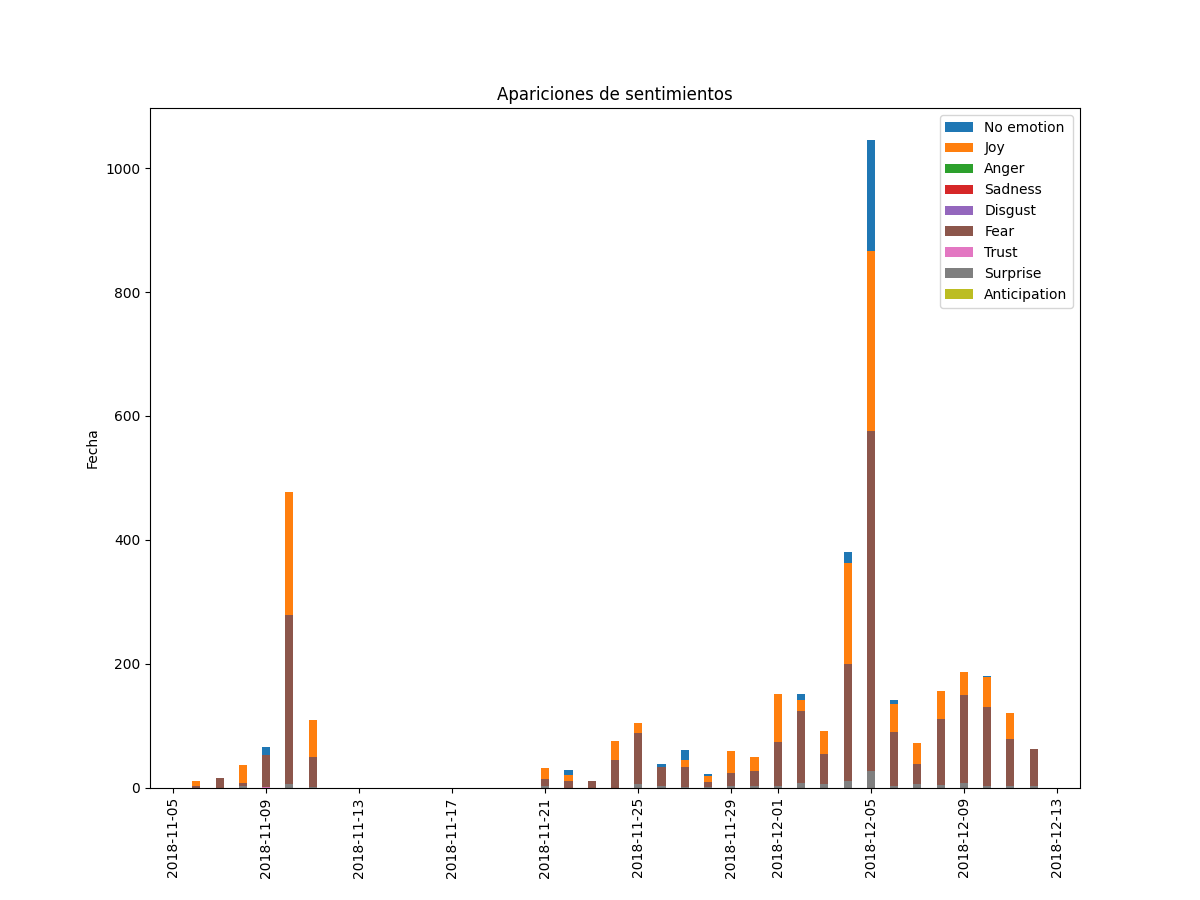 Apariciones de sentimientos
No emotion
Joy
Anger
Sadness
Disgust
Fear
Trust
Surprise
Anticipation
1000
800
600
400
200
0
Fecha
2018-11-05
2018-11-09
2018-11-13
2018-11-17
2018-11-21
2018-11-25
2018-11-29
2018-12-01
2018-12-05
2018-12-09
2018-12-13